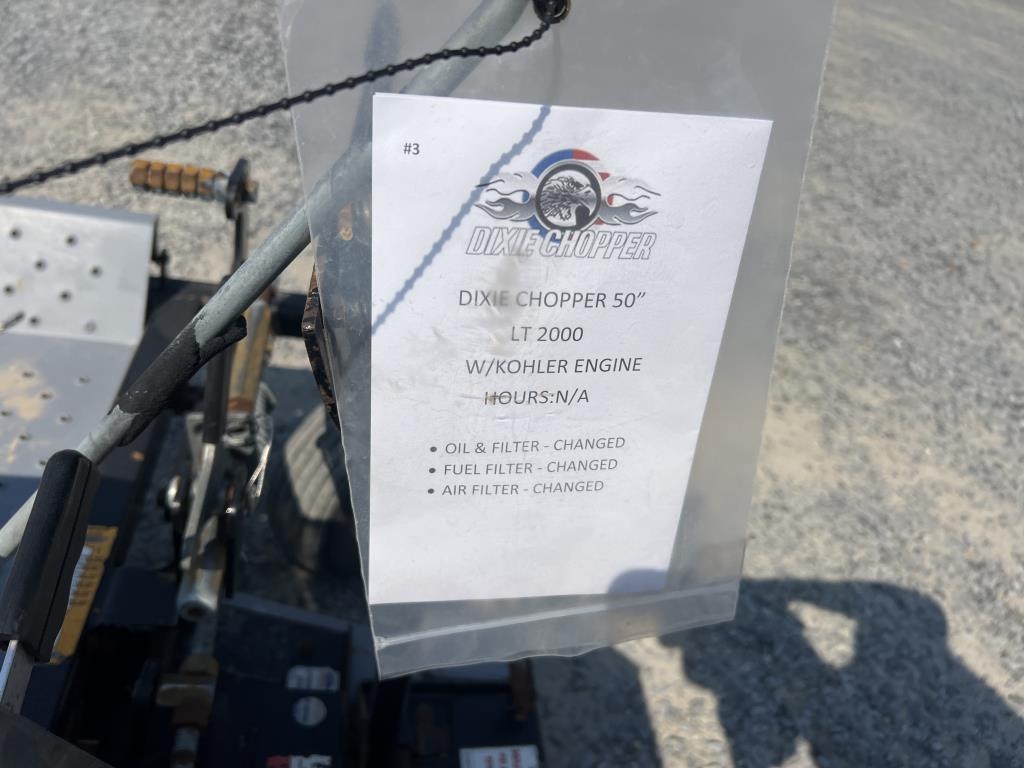 #3
DIXIE CHOPPER
DIXIE CHOPPER 50”
LT 2000
W/KOHLER ENGINE
HOURS:N/A
• OIL & FILTER - CHANGED
• FUEL FILTER - CHANGED
• AIR FILTER - CHANGED